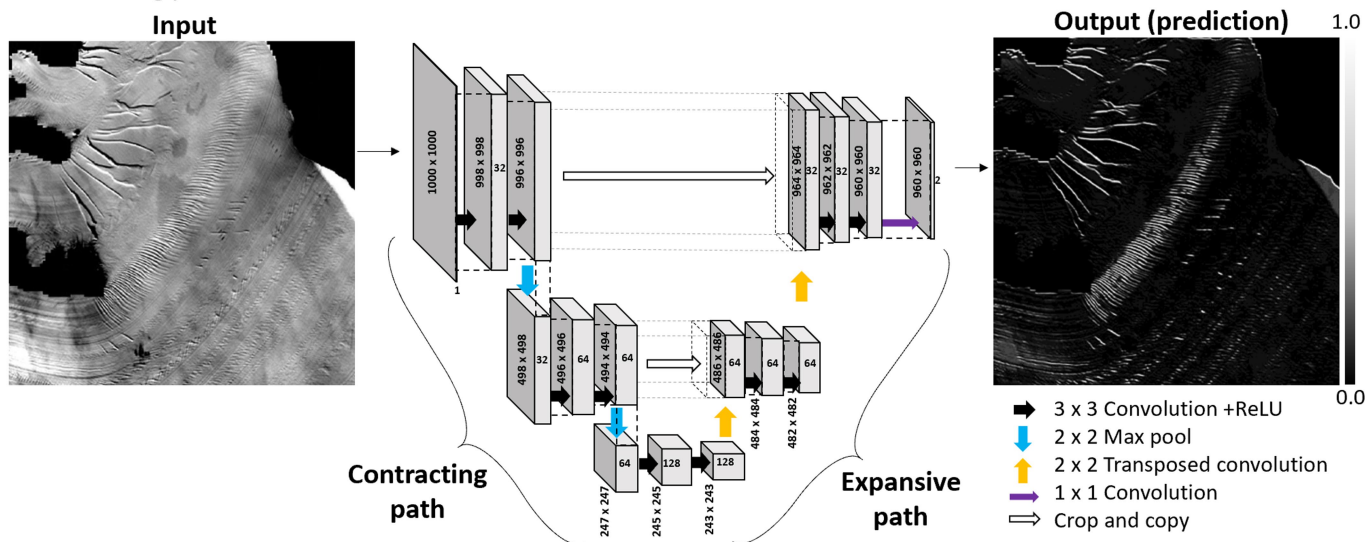 Input
Output (prediction)
1.0
0.0
1000 x 1000
1
998 x 998
32
996 x 996
964 x 964
32
962 x 962
32
960 x 960
32
960 x 960
2
498 x 498
32
496 x 496
64
494 x 494
64
486 x 486
64
484 x 484
64
482 x 482
64
247 x 247
64
245 x 245
128
243 x 243
128
Contracting
path
Expansive
path
3 x 3 Convolution +ReLU
2 x 2 Max pool
2 x 2 Transposed convolution
1 x 1 Convolution
Crop and copy